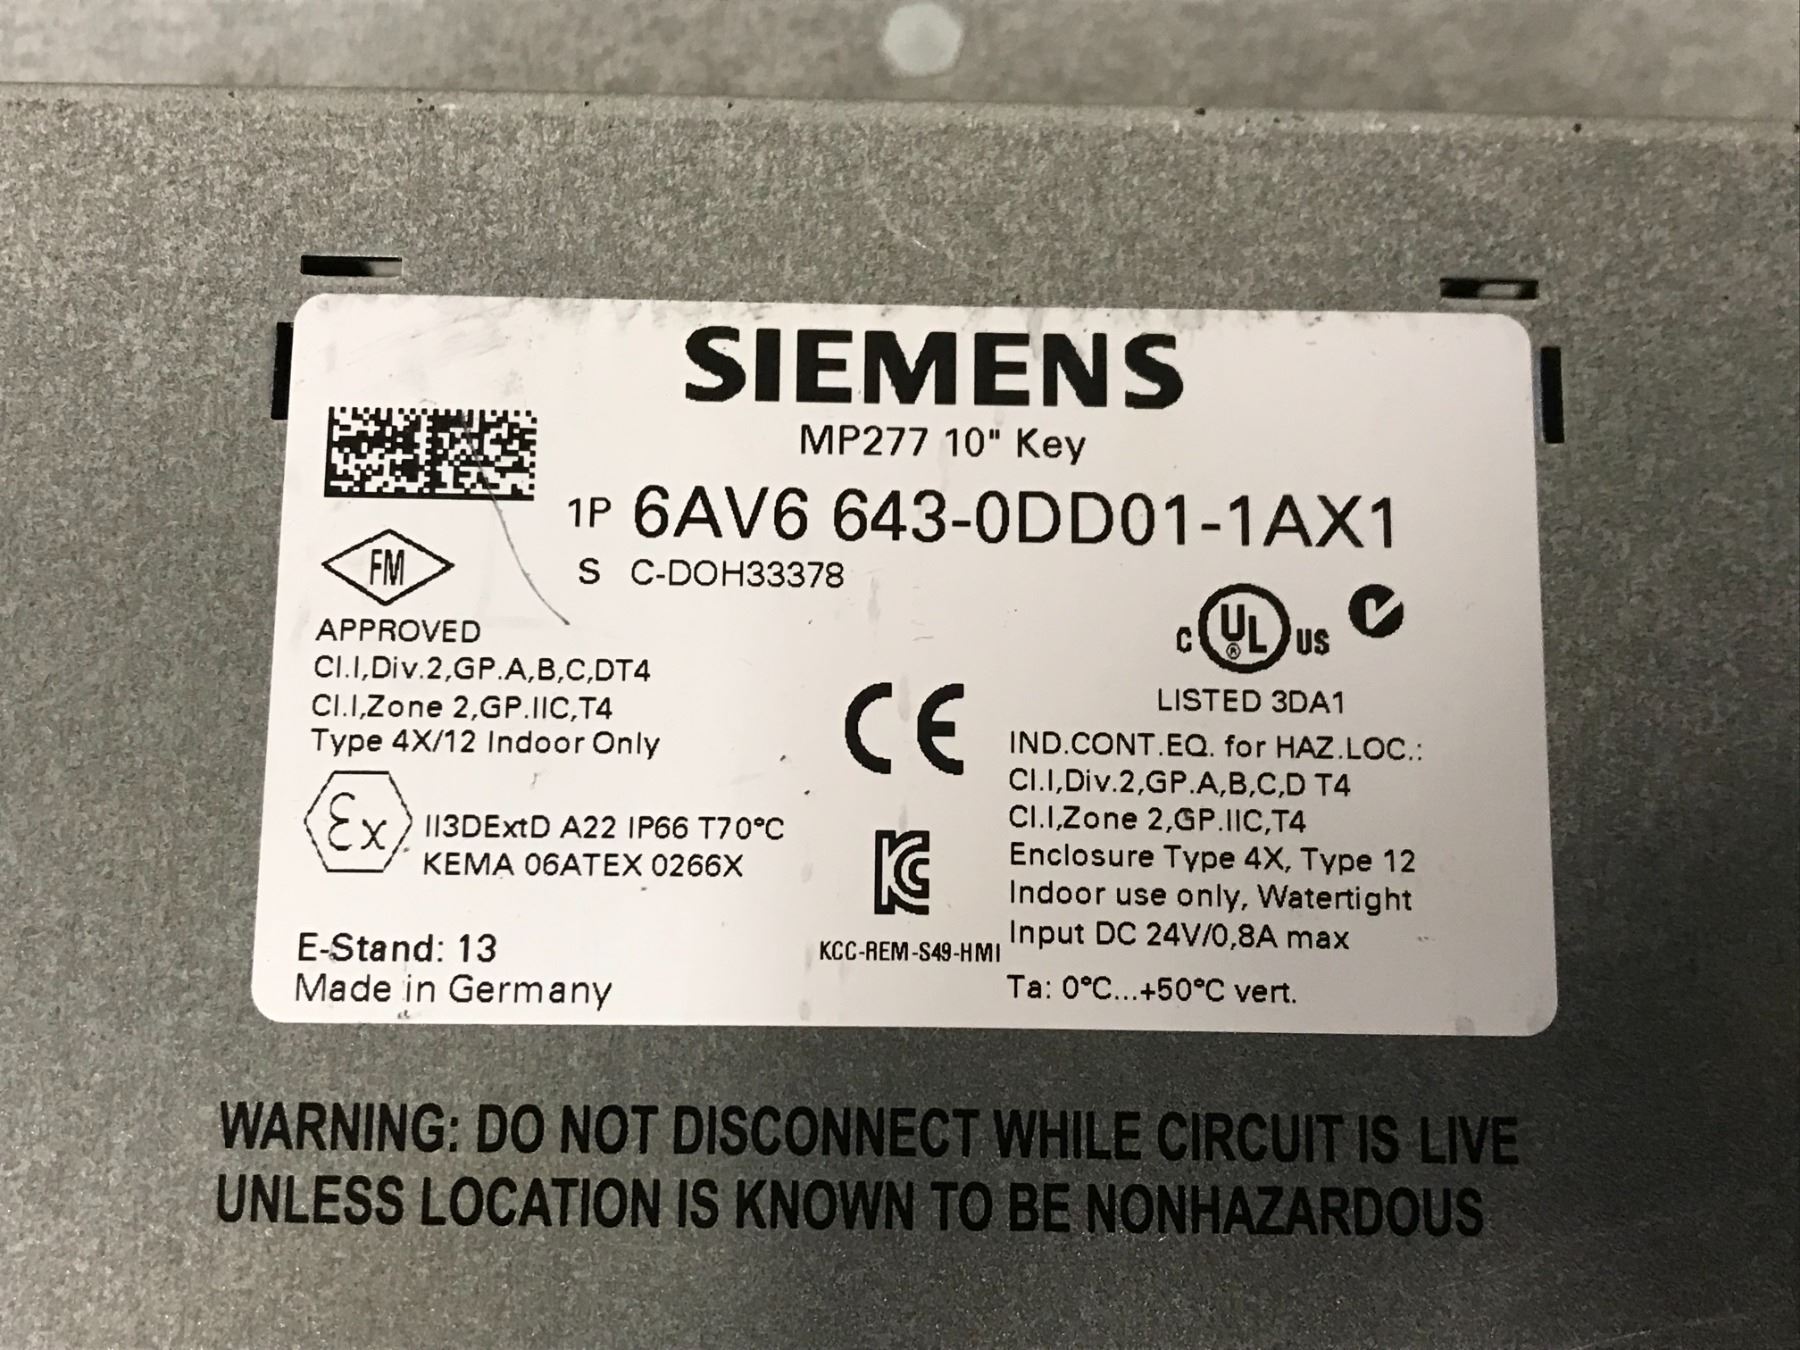 SIEMENS
MP277 10" Key
1P 6AV6 643-0DD01-1AX1
S C-DOH33378
FM
APPROVED
Cl.I,Div.2,GP.A,B,C,DT4
Cl.I,Zone 2,GP.IIC,T4
Type 4X/12 Indoor Only
Ex II3DExtD A22 IP66 T70°C
KEMA 06ATEX 0266X
E-Stand: 13
Made in Germany
CE
KC
KCC-REM-S49-HMI
C UL ® US
LISTED 3DA1
IND.CONT.EQ. for HAZ.LOC.:
Cl.I,Div.2,GP.A,B,C,D T4
Cl.I,Zone 2,GP.IIC,T4
Enclosure Type 4X, Type 12
Indoor use only, Watertight
Input DC 24V/0,8A max
Ta: 0°C...+50°C vert.
WARNING: DO NOT DISCONNECT WHILE CIRCUIT IS LIVE
UNLESS LOCATION IS KNOWN TO BE NONHAZARDOUS